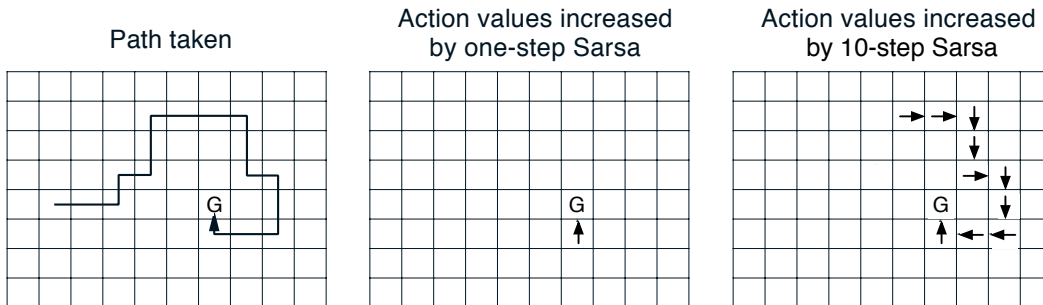 Path taken
Action values increased
by one-step Sarsa
Action values increased
by 10-step Sarsa
G
G
G